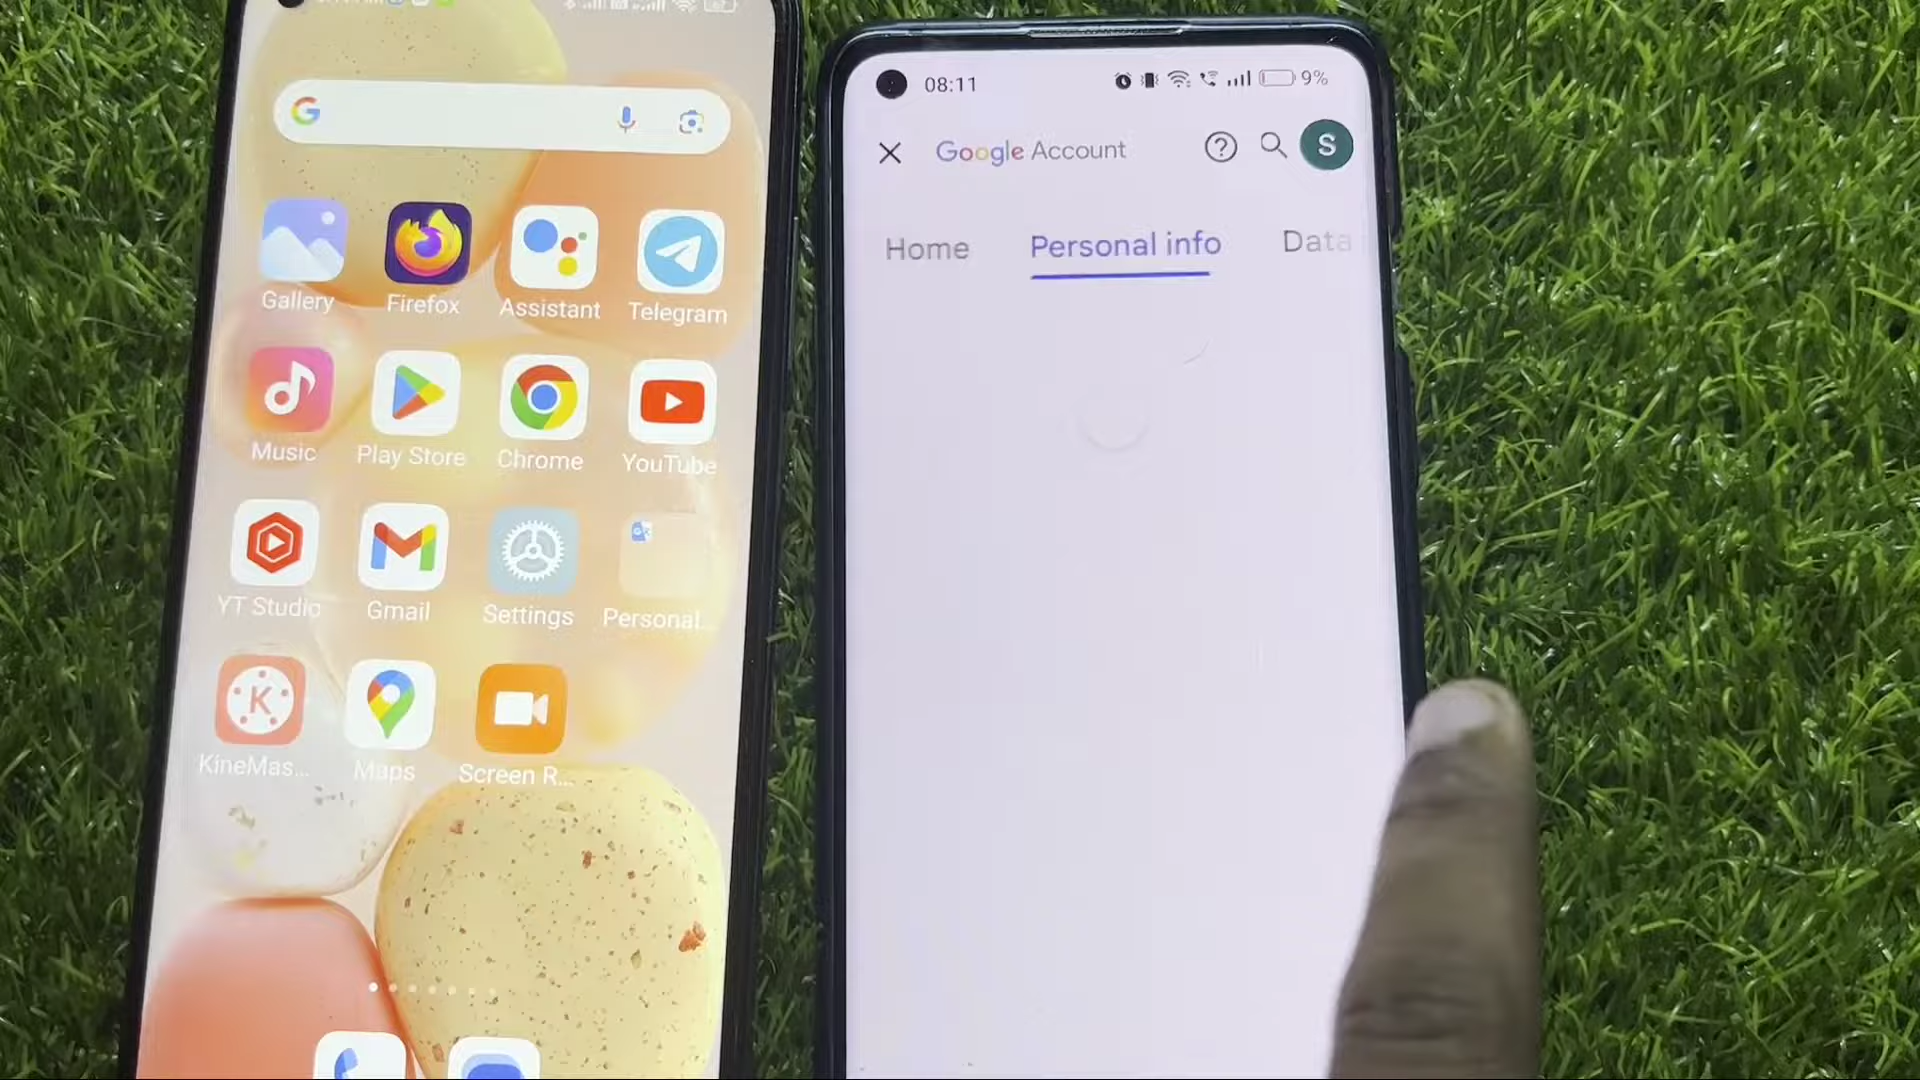 Gallery
Firefox
Assistant
Telegram
Music
Play Store
Chrome
YouTube
YT Studio
Gmail
Settings
Personal...
KineMas...
Maps
Screen R...
08:11
9%
Google Account
S
Home
Personal info
Data